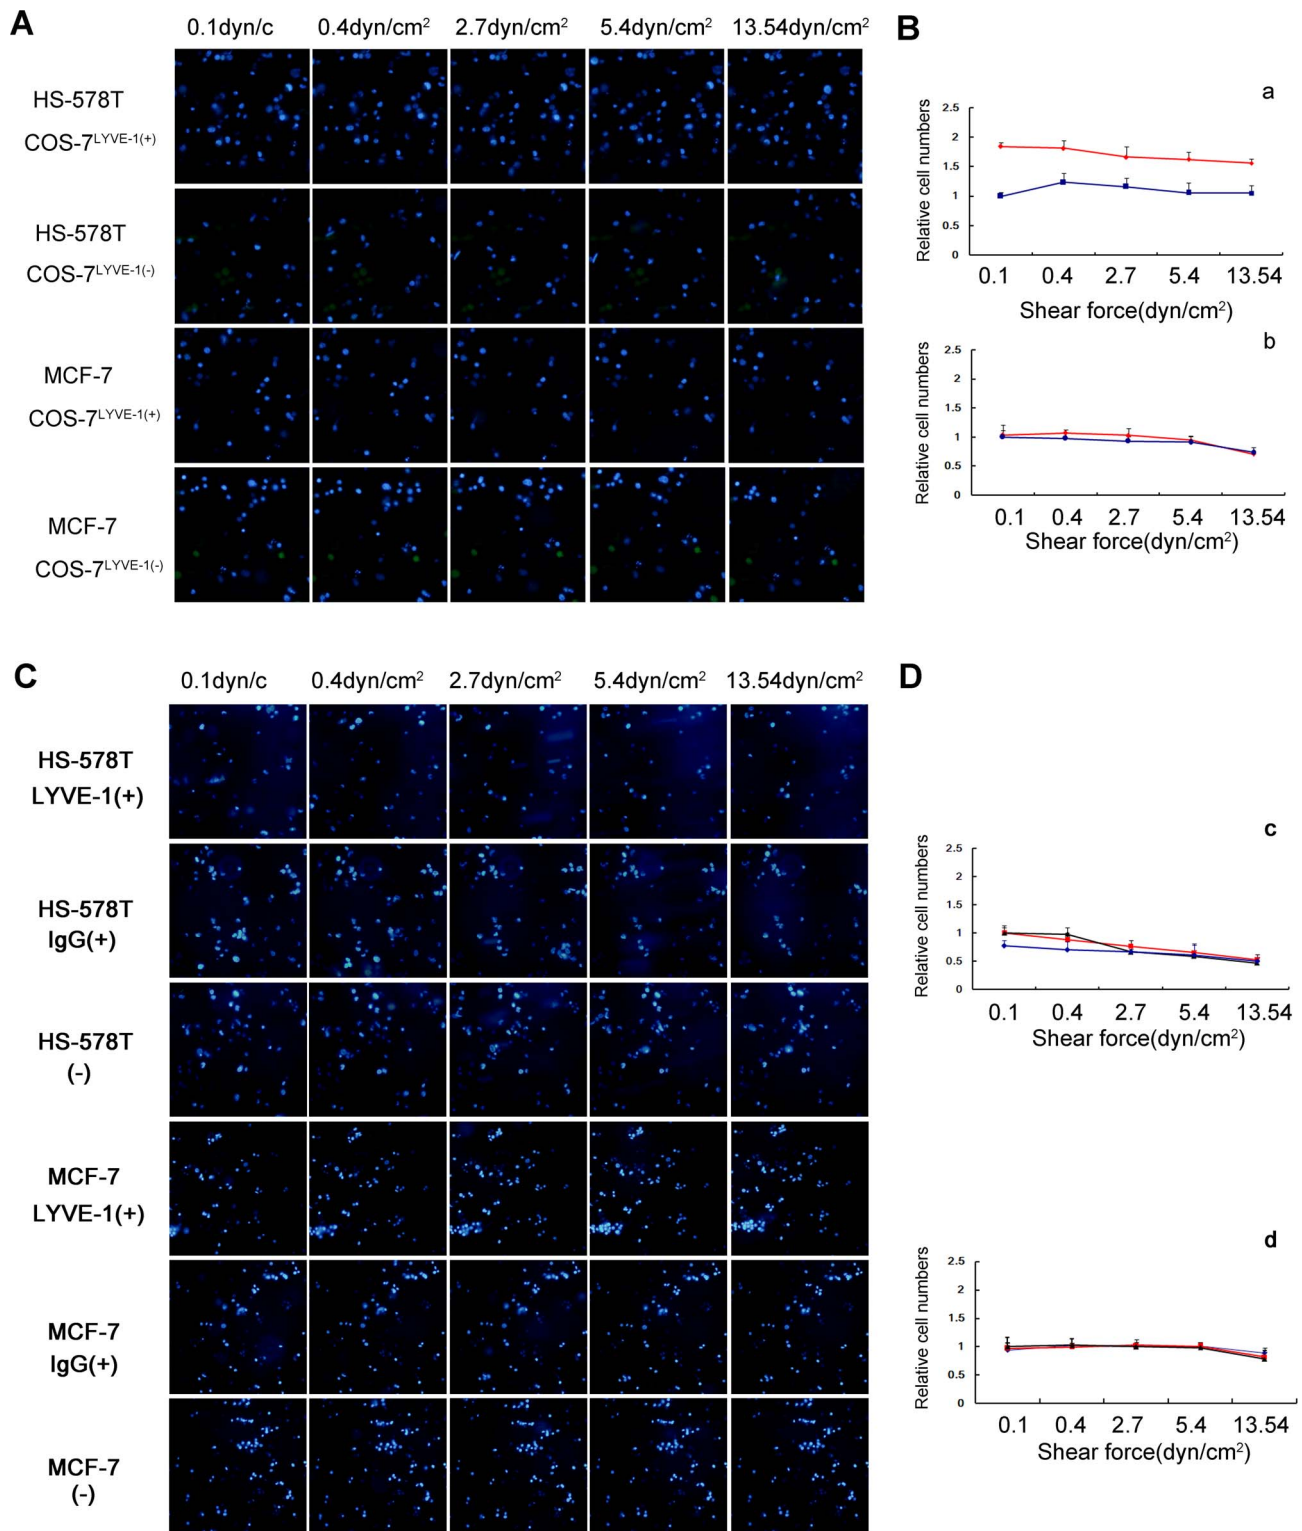 A
0.1dyn/c 0.4dyn/cm² 2.7dyn/cm² 5.4dyn/cm² 13.54dyn/cm²
HS-578T
COS-7LYVE-1(+)
HS-578T
COS-7LYVE-1(-)
MCF-7
COS-7LYVE-1(+)
MCF-7
COS-7LYVE-1(-)
B
a
Relative cell numbers
2.5
2
1.5
1
0.5
0
0.1 0.4 2.7 5.4 13.54
Shear force(dyn/cm²)
b
Relative cell numbers
2.5
2
1.5
1
0.5
0
0.1 0.4 2.7 5.4 13.54
Shear force(dyn/cm²)
C
0.1dyn/c 0.4dyn/cm² 2.7dyn/cm² 5.4dyn/cm² 13.54dyn/cm²
HS-578T
LYVE-1(+)
HS-578T
IgG(+)
HS-578T
(-)
MCF-7
LYVE-1(+)
MCF-7
IgG(+)
MCF-7
(-)
D
c
Relative cell numbers
2.5
2
1.5
1
0.5
0
0.1 0.4 2.7 5.4 13.54
Shear force(dyn/cm²)
d
Relative cell numbers
2.5
2
1.5
1
0.5
0
0.1 0.4 2.7 5.4 13.54
Shear force(dyn/cm²)